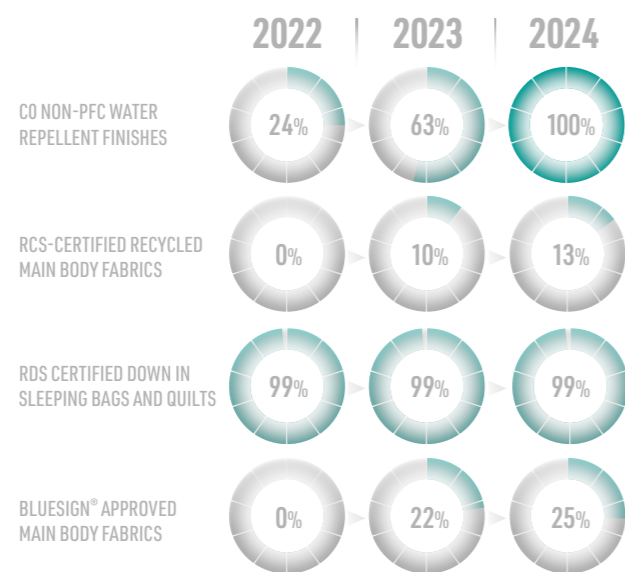 2022 2023 2024
C0 NON-PFC WATER
REPELLENT FINISHES
24% 63% 100%
RCS-CERTIFIED RECYCLED
MAIN BODY FABRICS
0% 10% 13%
RDS CERTIFIED DOWN IN
SLEEPING BAGS AND QUILTS
99% 99% 99%
BLUESIGN® APPROVED
MAIN BODY FABRICS
0% 22% 25%